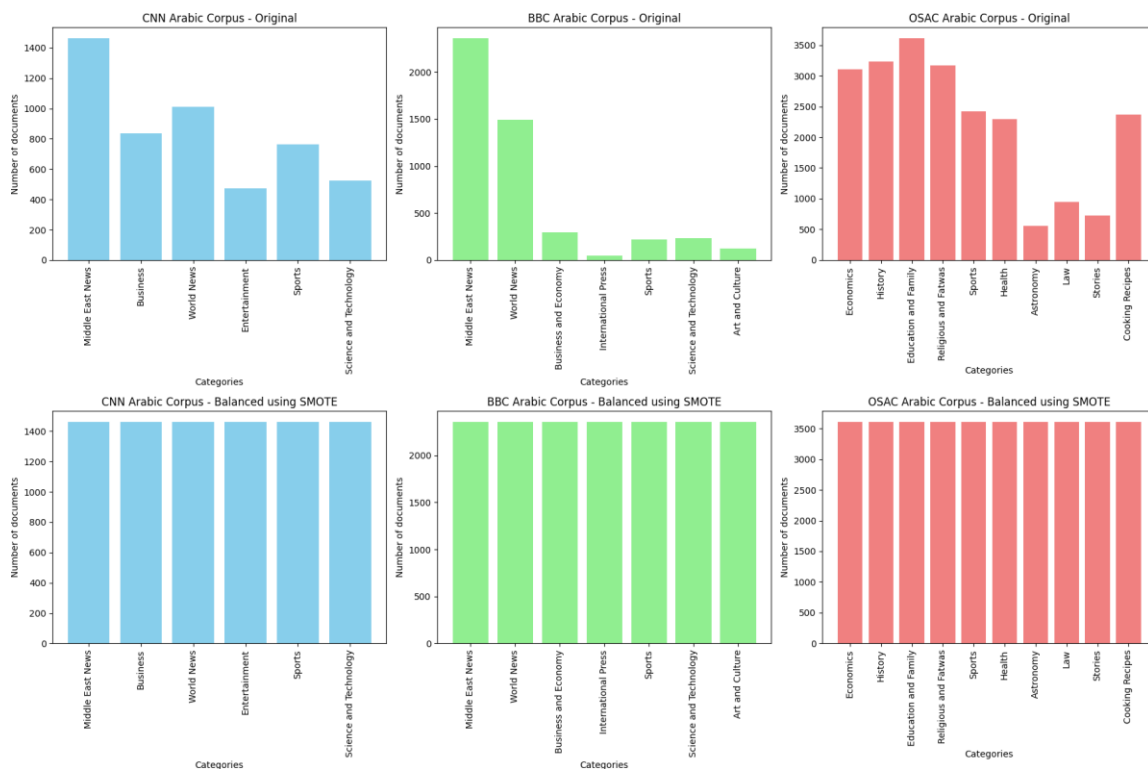 CNN Arabic Corpus - Original
Number of documents
1400
1200
1000
800
600
400
200
0
Middle East News
Business
World News
Entertainment
Sports
Science and Technology
Categories
BBC Arabic Corpus - Original
Number of documents
2000
1500
1000
500
0
Middle East News
World News
Business and Economy
International Press
Sports
Science and Technology
Art and Culture
Categories
OSAC Arabic Corpus - Original
Number of documents
3500
3000
2500
2000
1500
1000
500
0
Economics
History
Education and Family
Religious and Fatwas
Sports
Health
Astronomy
Law
Stories
Cooking Recipes
Categories
CNN Arabic Corpus - Balanced using SMOTE
Number of documents
1400
1200
1000
800
600
400
200
0
Middle East News
Business
World News
Entertainment
Sports
Science and Technology
Categories
BBC Arabic Corpus - Balanced using SMOTE
Number of documents
2000
1500
1000
500
0
Middle East News
World News
Business and Economy
International Press
Sports
Science and Technology
Art and Culture
Categories
OSAC Arabic Corpus - Balanced using SMOTE
Number of documents
3500
3000
2500
2000
1500
1000
500
0
Economics
History
Education and Family
Religious and Fatwas
Sports
Health
Astronomy
Law
Stories
Cooking Recipes
Categories